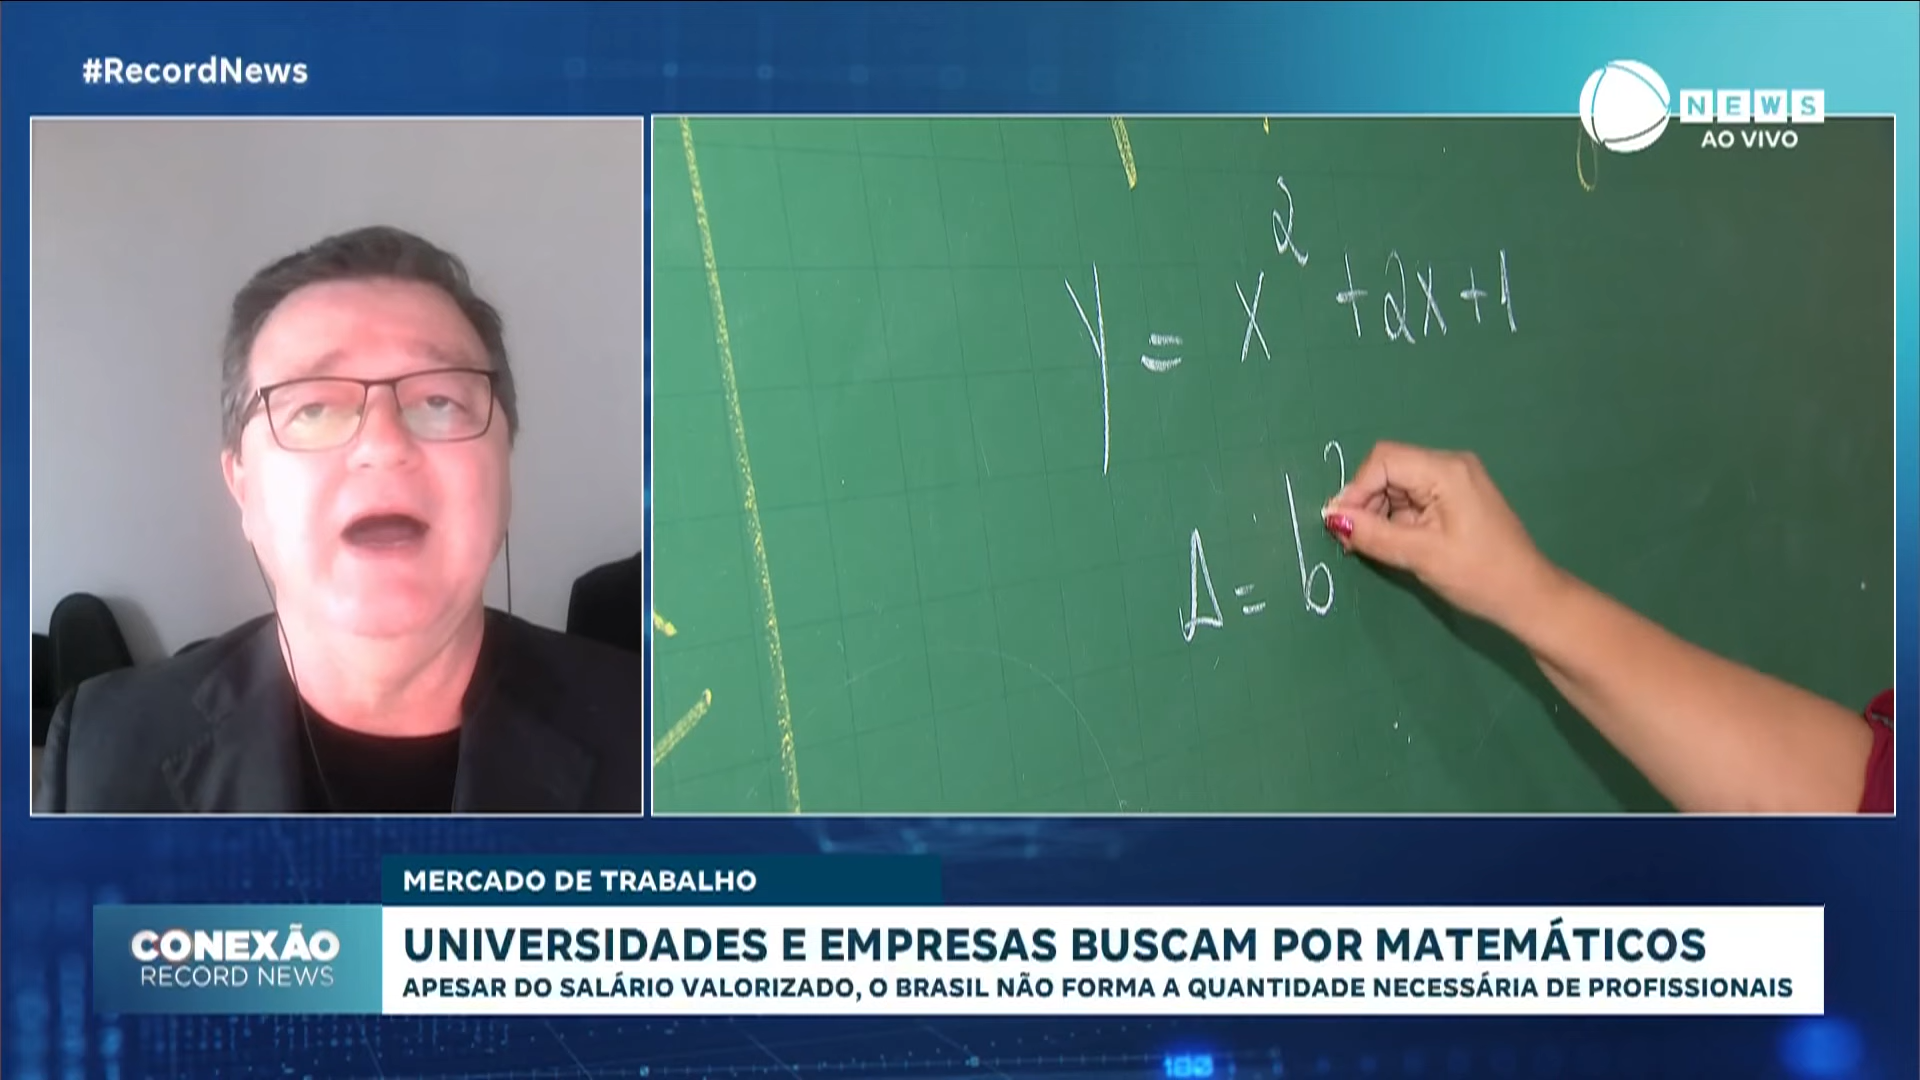 #RecordNews
NEWS
AO VIVO
y = x² + 2x + 1
Δ = b²
MERCADO DE TRABALHO
CONEXÃO
RECORD NEWS
UNIVERSIDADES E EMPRESAS BUSCAM POR MATEMÁTICOS
APESAR DO SALÁRIO VALORIZADO, O BRASIL NÃO FORMA A QUANTIDADE NECESSÁRIA DE PROFISSIONAIS
180